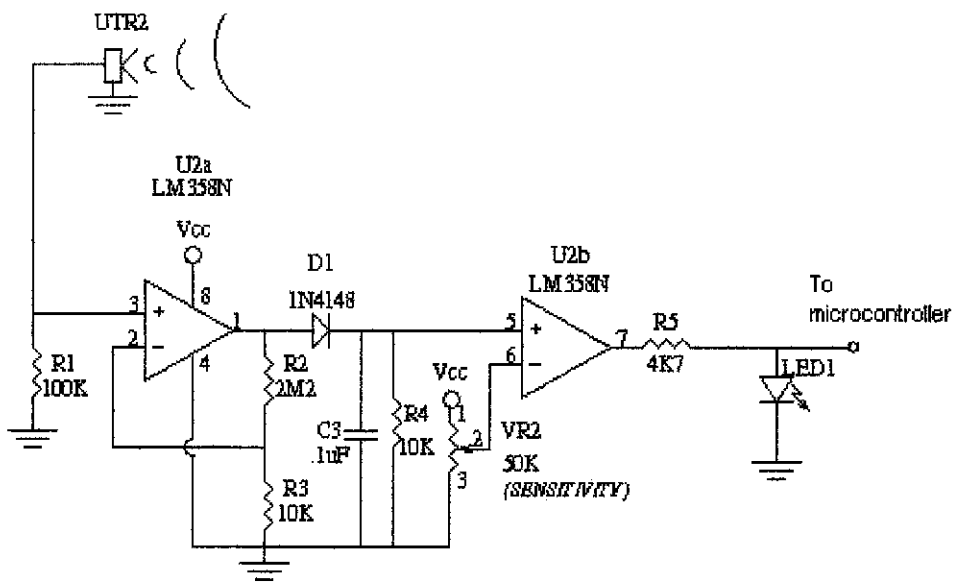 UTR2
U2a
LM358N
Vcc
8
3
+
1
2
-
4
R1
100K
D1
1N4148
R2
2M2
R3
10K
C3
.1uF
R4
10K
Vcc
1
2
3
VR2
50K
(SENSITIVITY)
U2b
LM358N
5
+
6
-
7
R5
4K7
To
microcontroller
LED1